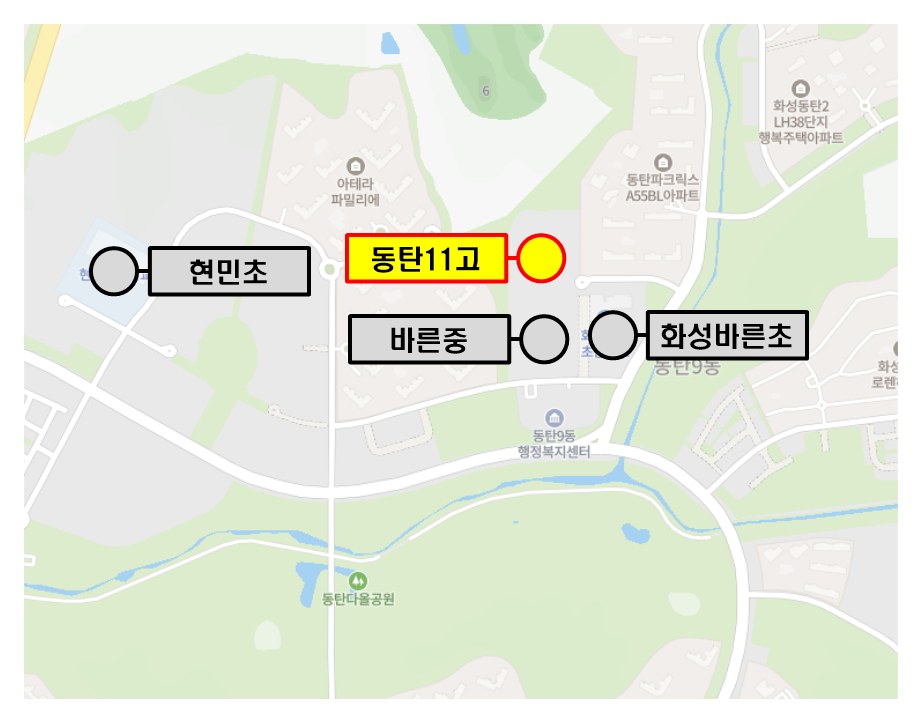 6
화성동탄2
LH38단지
행복주택아파트
아테라
파밀리에
동탄파크릭스
A55BL아파트
동탄11고
현민초
바른중
화성바른초
동탄9동
동탄9동
행정복지센터
동탄다올공원